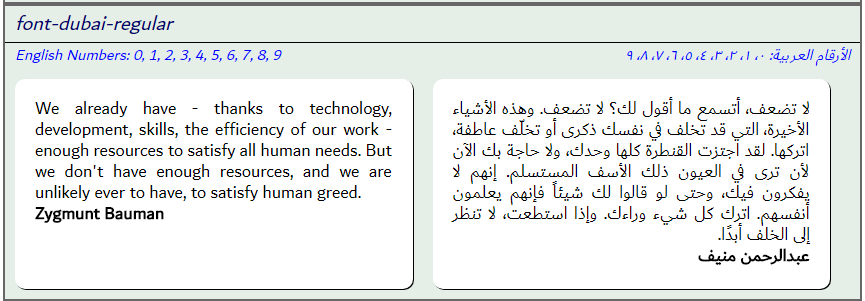 font-dubai-regular
English Numbers: 0, 1, 2, 3, 4, 5, 6, 7, 8, 9
الأرقام العربية: ٠، ١، ٢، ٣، ٤، ٥، ٦، ٧، ٨، ٩
We already have - thanks to technology,
development, skills, the efficiency of our work -
enough resources to satisfy all human needs. But
we don't have enough resources, and we are
unlikely ever to have, to satisfy human greed.
Zygmunt Bauman
لا تضعف، أتسمع ما أقول لك؟ لا تضعف. وهذه الأشياء
الأخيرة، التي قد تخلف في نفسك ذكرى أو تخلّف عاطفة،
اتركها. لقد اجتزت القنطرة كلها وحدك، ولا حاجة بك الآن
لأن ترى في العيون ذلك الأسف المستسلم. إنهم لا
يفكرون فيك، وحتى لو قالوا لك شيئاً فإنهم يعلمون
أنفسهم. اترك كل شيء وراءك. وإذا استطعت، لا تنظر
إلى الخلف أبدًا.
عبدالرحمن منيف